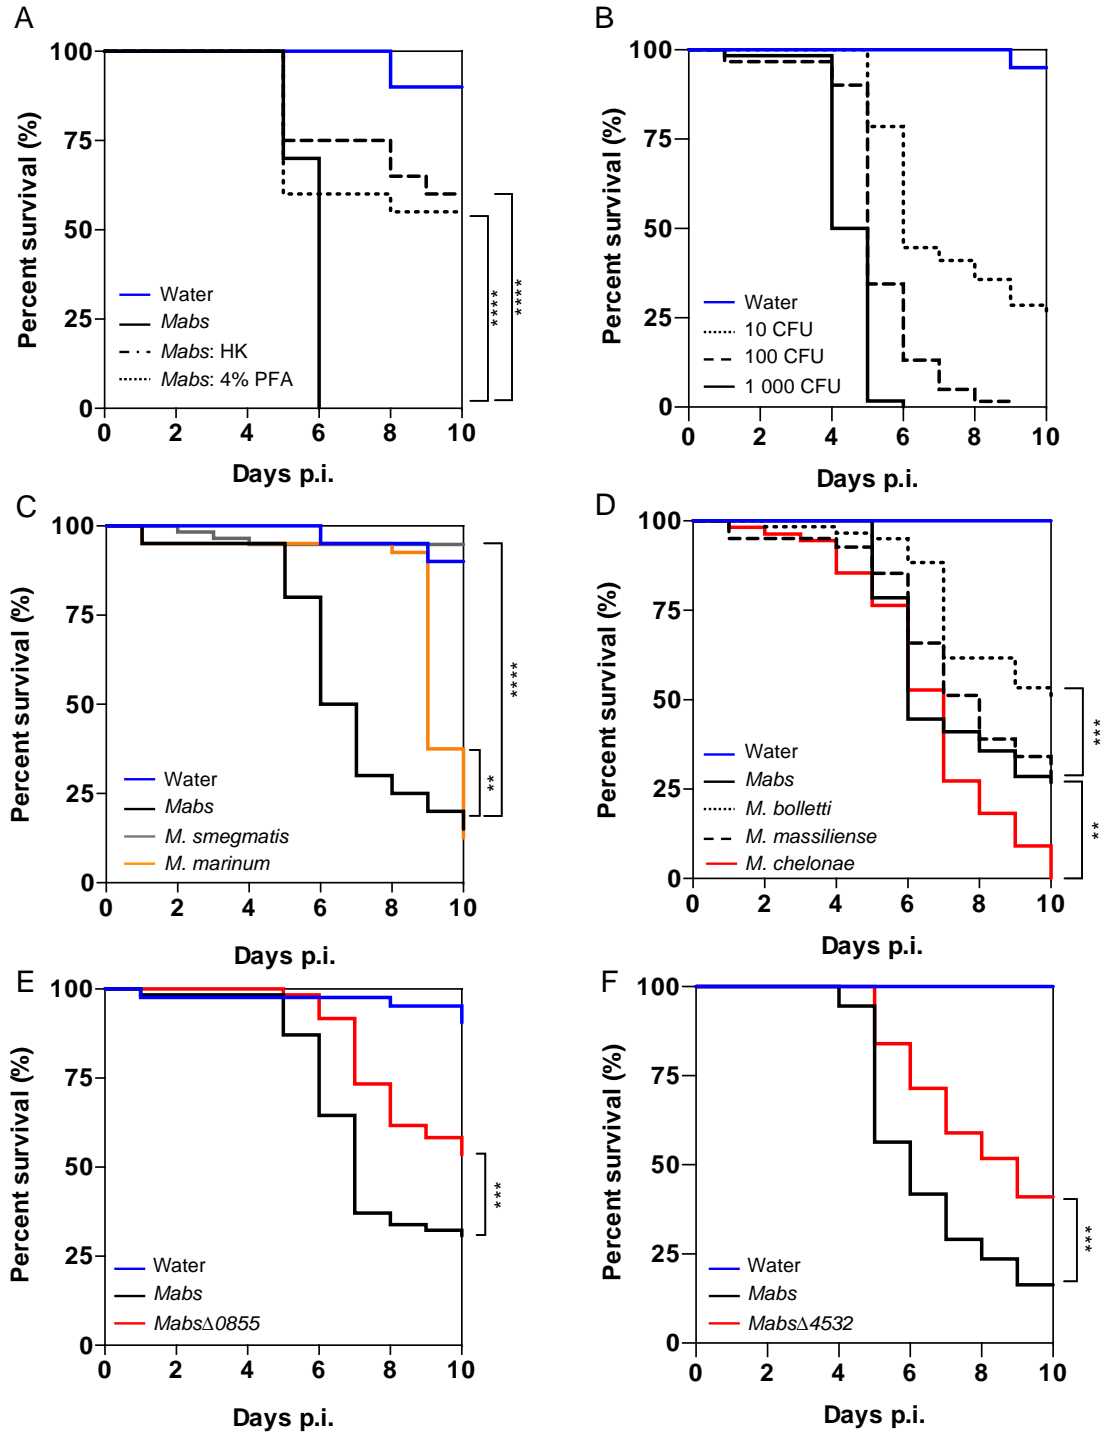 A
Percent survival (%)
100
75
50
25
0
0 2 4 6 8 10
Days p.i.
Water
Mabs
Mabs: HK
Mabs: 4% PFA
****
****
B
Percent survival (%)
100
75
50
25
0
0 2 4 6 8 10
Days p.i.
Water
10 CFU
100 CFU
1 000 CFU
C
Percent survival (%)
100
75
50
25
0
0 2 4 6 8 10
Days p.i.
Water
Mabs
M. smegmatis
M. marinum
**
****
D
Percent survival (%)
100
75
50
25
0
0 2 4 6 8 10
Days p.i.
Water
Mabs
M. bolletti
M. massiliense
M. chelonae
***
**
E
Percent survival (%)
100
75
50
25
0
0 2 4 6 8 10
Days p.i.
Water
Mabs
MabsΔ0855
***
F
Percent survival (%)
100
75
50
25
0
0 2 4 6 8 10
Days p.i.
Water
Mabs
MabsΔ4532
***